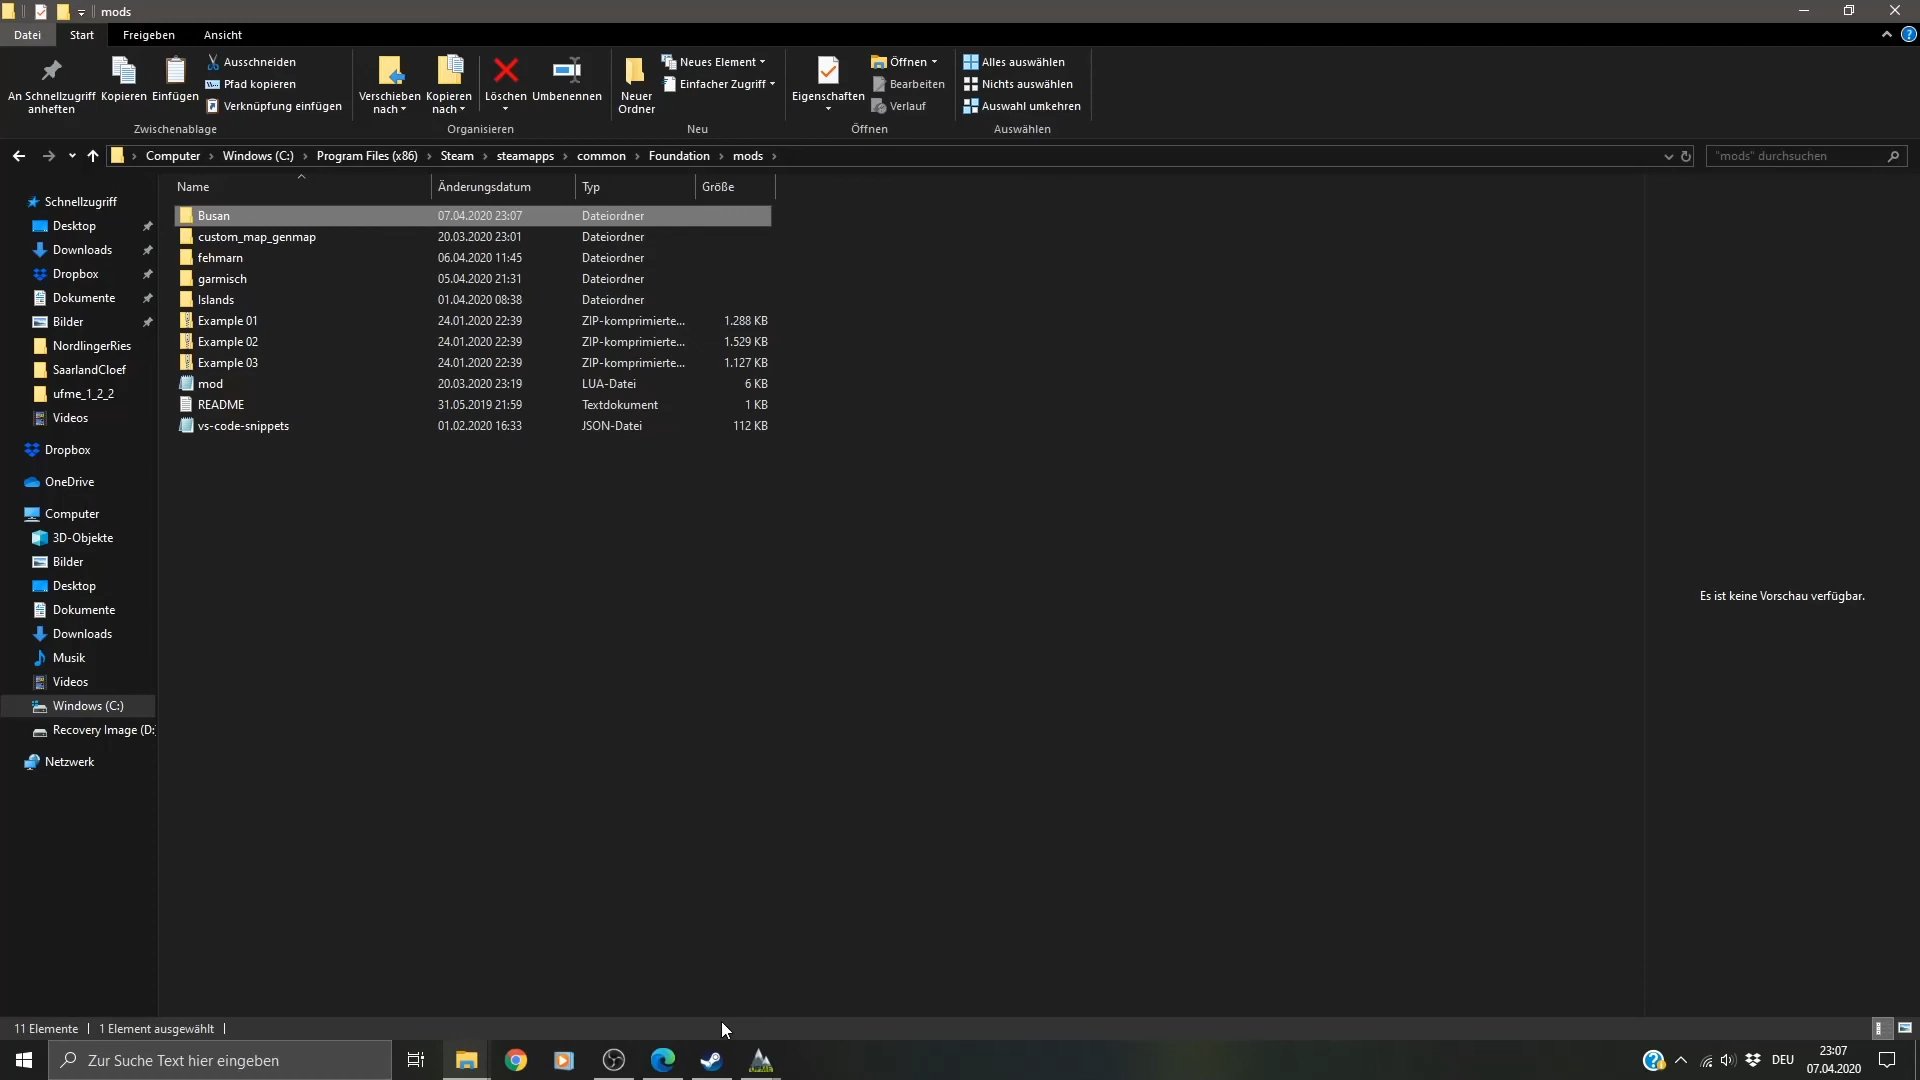 mods
Datei Start Freigeben Ansicht
An Schnellzugriff anheften
Kopieren
Einfügen
Ausschneiden
Pfad kopieren
Verknüpfung einfügen
Zwischenablage
Verschieben nach
Kopieren nach
Löschen
Umbenennen
Organisieren
Neuer Ordner
Neues Element
Einfacher Zugriff
Neu
Eigenschaften
Öffnen
Bearbeiten
Verlauf
Öffnen
Alles auswählen
Nichts auswählen
Auswahl umkehren
Auswählen
Computer › Windows (C:) › Program Files (x86) › Steam › steamapps › common › Foundation › mods ›
"mods" durchsuchen
Schnellzugriff
Desktop
Downloads
Dropbox
Dokumente
Bilder
NordlingerRies
SaarlandCloef
ufme_1_2_2
Videos
Dropbox
OneDrive
Computer
3D-Objekte
Bilder
Desktop
Dokumente
Downloads
Musik
Videos
Windows (C:)
Recovery Image (D:)
Netzwerk
Name Änderungsdatum Typ Größe
Busan 07.04.2020 23:07 Dateiordner
custom_map_genmap 20.03.2020 23:01 Dateiordner
fehmarn 06.04.2020 11:45 Dateiordner
garmisch 05.04.2020 21:31 Dateiordner
Islands 01.04.2020 08:38 Dateiordner
Example 01 24.01.2020 22:39 ZIP-komprimierte... 1.288 KB
Example 02 24.01.2020 22:39 ZIP-komprimierte... 1.529 KB
Example 03 24.01.2020 22:39 ZIP-komprimierte... 1.127 KB
mod 20.03.2020 23:19 LUA-Datei 6 KB
README 31.05.2019 21:59 Textdokument 1 KB
vs-code-snippets 01.02.2020 16:33 JSON-Datei 112 KB
Es ist keine Vorschau verfügbar.
11 Elemente 1 Element ausgewählt
Zur Suche Text hier eingeben
DEU
23:07
07.04.2020